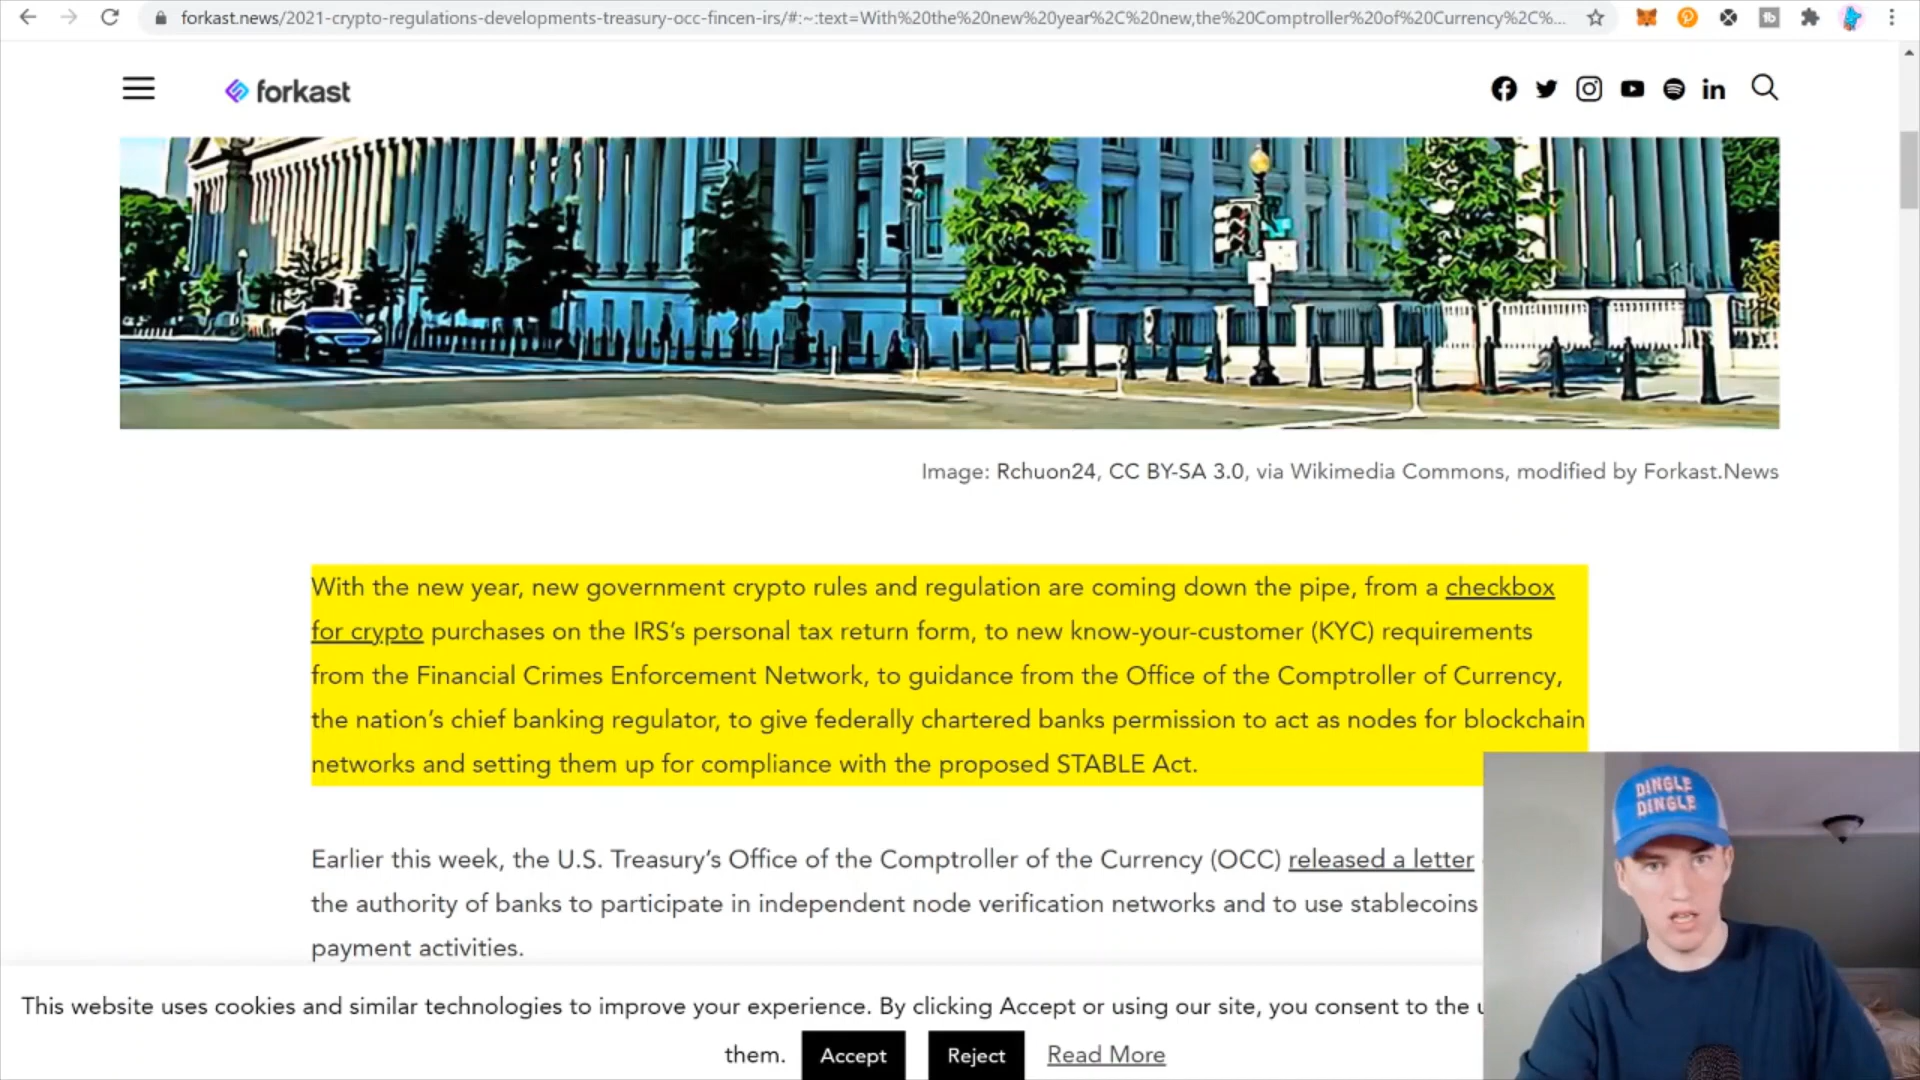 forkast.news/2021-crypto-regulations-developments-treasury-occ-fincen-irs/#:~:text=With%20the%20new%20year%2C%20new,the%20Comptroller%20of%20Currency%2C%...
forkast
Image: Rchuon24, CC BY-SA 3.0, via Wikimedia Commons, modified by Forkast.News
With the new year, new government crypto rules and regulation are coming down the pipe, from a checkbox
for crypto purchases on the IRS's personal tax return form, to new know-your-customer (KYC) requirements
from the Financial Crimes Enforcement Network, to guidance from the Office of the Comptroller of Currency,
the nation's chief banking regulator, to give federally chartered banks permission to act as nodes for blockchain
networks and setting them up for compliance with the proposed STABLE Act.
Earlier this week, the U.S. Treasury's Office of the Comptroller of the Currency (OCC) released a letter
the authority of banks to participate in independent node verification networks and to use stablecoins
payment activities.
DINGLE
DINGLE
This website uses cookies and similar technologies to improve your experience. By clicking Accept or using our site, you consent to the
them. Accept Reject Read More